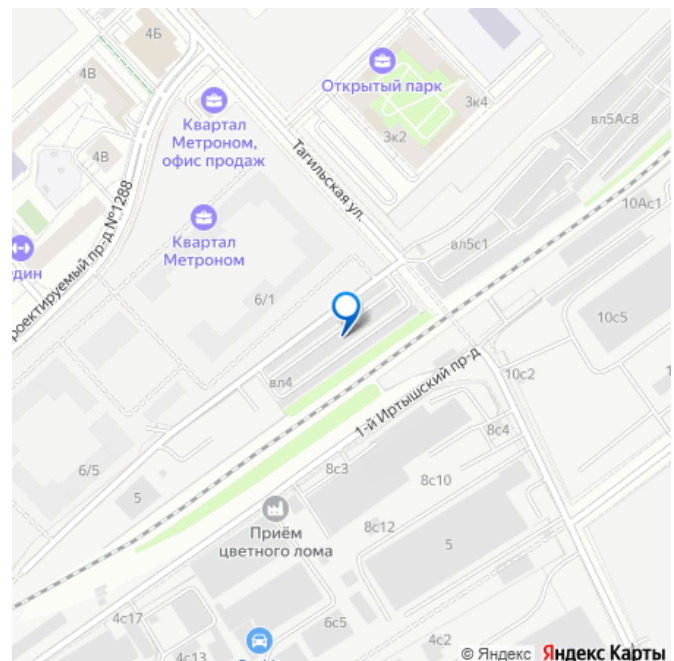 4Б
4В
Открытый парк
3к4
вл5Ас8
Квартал
Метроном,
офис продаж
3к2
4В
Тагильская ул.
10Ас1
Квартал
Метроном
вл5с1
дин
роектируемый пр-д №1288
6/1
10с5
вл4
1-й Иртышский пр-д
10с2
8с4
6/5
8с3
8с10
5
Приём
цветного лома
8с12
5
4с17
6с5
4с2
4с13
© Яндекс Яндекс Карты